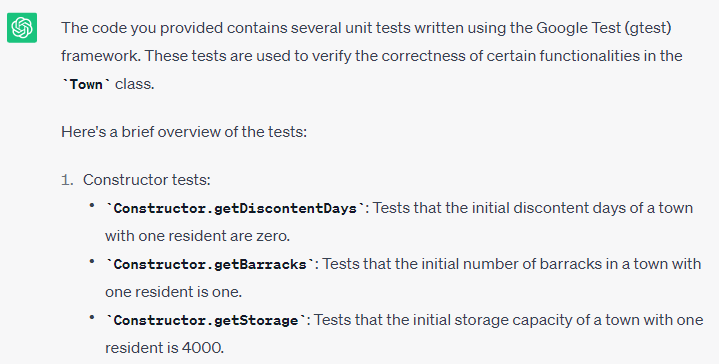 The code you provided contains several unit tests written using the Google Test (gtest)
framework. These tests are used to verify the correctness of certain functionalities in the
`Town` class.
Here's a brief overview of the tests:
1. Constructor tests:
• `Constructor.getDiscontentDays`: Tests that the initial discontent days of a town
with one resident are zero.
• `Constructor.getBarracks`: Tests that the initial number of barracks in a town with
one resident is one.
• `Constructor.getStorage`: Tests that the initial storage capacity of a town with one
resident is 4000.